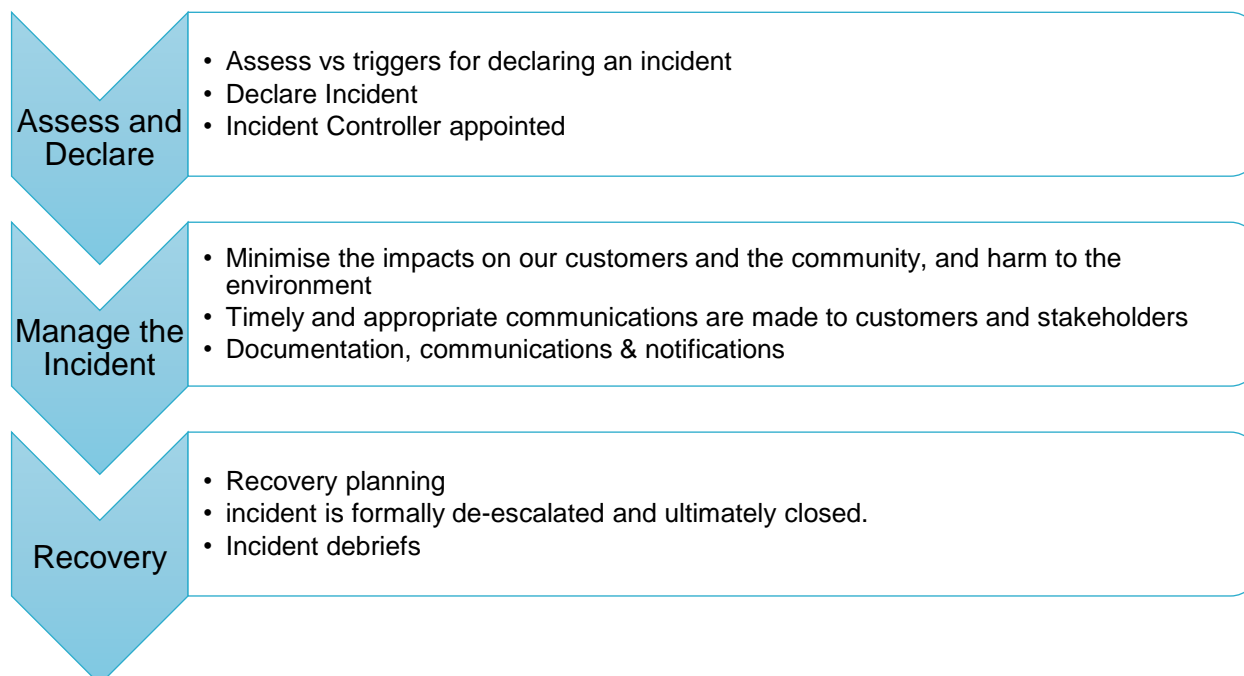 Assess and
Declare
• Assess vs triggers for declaring an incident
• Declare Incident
• Incident Controller appointed
Manage the
Incident
• Minimise the impacts on our customers and the community, and harm to the
environment
• Timely and appropriate communications are made to customers and stakeholders
• Documentation, communications & notifications
Recovery
• Recovery planning
• incident is formally de-escalated and ultimately closed.
• Incident debriefs